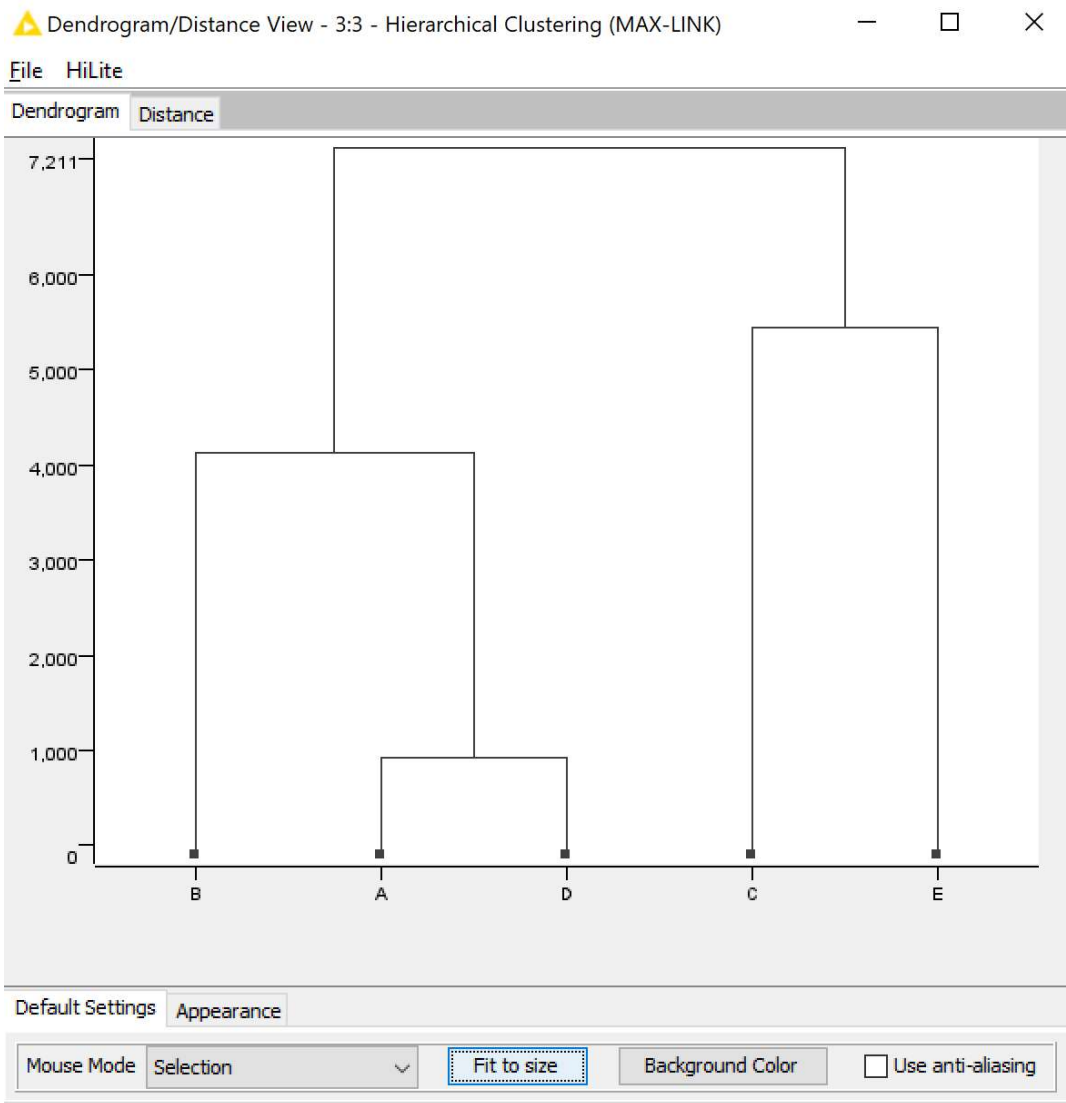 Dendrogram/Distance View - 3:3 - Hierarchical Clustering (MAX-LINK)
File HiLite
Dendrogram Distance
7,211
6,000
5,000
4,000
3,000
2,000
1,000
0
B A D C E
Default Settings Appearance
Mouse Mode Selection Fit to size Background Color Use anti-aliasing